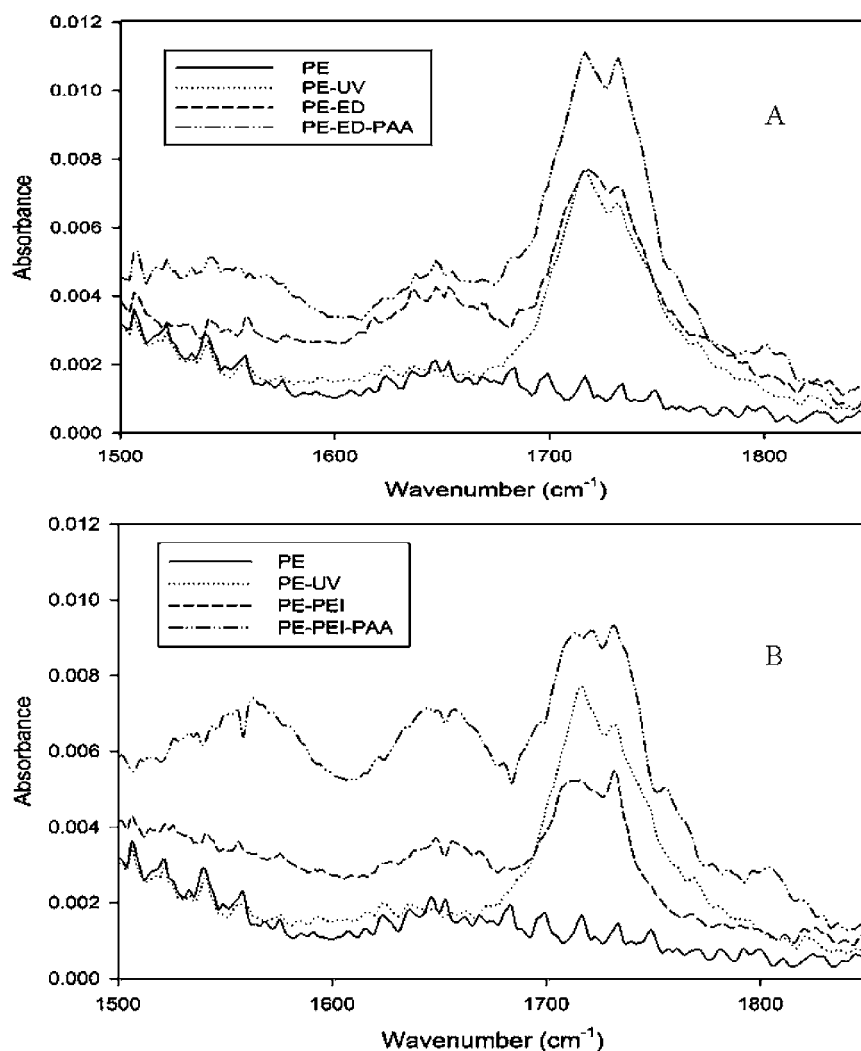 0.012
0.010
0.008
0.006
0.004
0.002
0.000
Absorbance
PE
PE-UV
PE-ED
PE-ED-PAA
A
1500 1600 1700 1800
Wavenumber (cm⁻¹)
0.012
0.010
0.008
0.006
0.004
0.002
0.000
Absorbance
PE
PE-UV
PE-PEI
PE-PEI-PAA
B
1500 1600 1700 1800
Wavenumber (cm⁻¹)